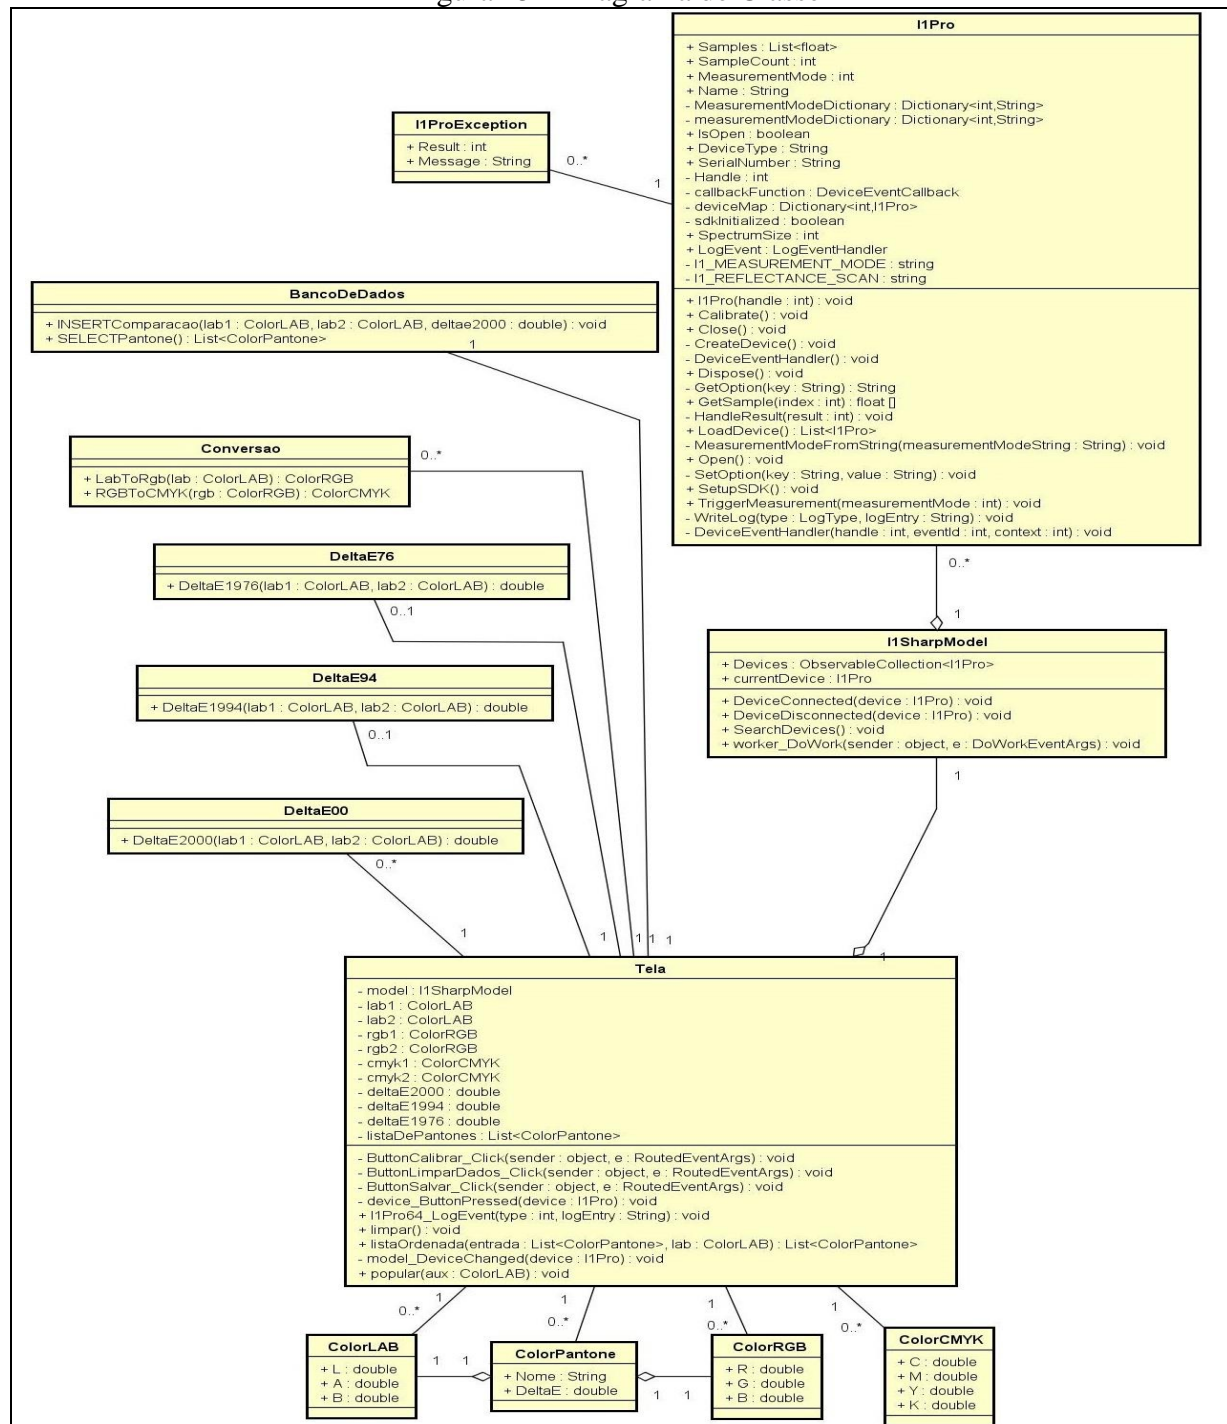 I1Pro
+ Samples : List<float>
+ SampleCount : int
+ MeasurementMode : int
+ Name : String
- MeasurementModeDictionary : Dictionary<int,String>
- measurementModeDictionary : Dictionary<int,String>
+ IsOpen : boolean
+ DeviceType : String
+ SerialNumber : String
- Handle : int
- callbackFunction : DeviceEventCallback
- deviceMap : Dictionary<int,I1Pro>
- sdkInitialized : boolean
+ SpectrumSize : int
+ LogEvent : LogEventHandler
- I1_MEASUREMENT_MODE : string
- I1_REFLECTANCE_SCAN : string
+ I1Pro(handle : int) : void
+ Calibrate() : void
+ Close() : void
- CreateDevice() : void
- DeviceEventHandler() : void
+ Dispose() : void
- GetOption(key : String) : String
+ GetSample(index : int) : float []
- HandleResult(result : int) : void
+ LoadDevice() : List<I1Pro>
- MeasurementModeFromString(measurementModeString : String) : void
+ Open() : void
- SetOption(key : String, value : String) : void
+ SetupSDK() : void
+ TriggerMeasurement(measurementMode : int) : void
- WriteLog(type : LogType, logEntry : String) : void
- DeviceEventHandler(handle : int, eventId : int, context : int) : void
I1ProException
+ Result : int
+ Message : String
0..*
1
BancoDeDados
+ INSERTComparacao(lab1 : ColorLAB, lab2 : ColorLAB, deltae2000 : double) : void
+ SELECTPantone() : List<ColorPantone>
1
Conversao
+ LabToRgb(lab : ColorLAB) : ColorRGB
+ RGBToCMYK(rgb : ColorRGB) : ColorCMYK
0..*
DeltaE76
+ DeltaE1976(lab1 : ColorLAB, lab2 : ColorLAB) : double
0..1
0..*
1
I1SharpModel
+ Devices : ObservableCollection<I1Pro>
+ currentDevice : I1Pro
+ DeviceConnected(device : I1Pro) : void
+ DeviceDisconnected(device : I1Pro) : void
+ SearchDevices() : void
+ worker_DoWork(sender : object, e : DoWorkEventArgs) : void
1
DeltaE94
+ DeltaE1994(lab1 : ColorLAB, lab2 : ColorLAB) : double
0..1
DeltaE00
+ DeltaE2000(lab1 : ColorLAB, lab2 : ColorLAB) : double
0..*
1 1 1 1 1 1
Tela
- model : I1SharpModel
- lab1 : ColorLAB
- lab2 : ColorLAB
- rgb1 : ColorRGB
- rgb2 : ColorRGB
- cmyk1 : ColorCMYK
- cmyk2 : ColorCMYK
- deltaE2000 : double
- deltaE1994 : double
- deltaE1976 : double
- listaDePantones : List<ColorPantone>
- ButtonCalibrar_Click(sender : object, e : RoutedEventArgs) : void
- ButtonLimparDados_Click(sender : object, e : RoutedEventArgs) : void
- ButtonSalvar_Click(sender : object, e : RoutedEventArgs) : void
- device_ButtonPressed(device : I1Pro) : void
+ I1Pro64_LogEvent(type : int, logEntry : String) : void
+ limpar() : void
+ listaOrdenada(entrada : List<ColorPantone>, lab : ColorLAB) : List<ColorPantone>
- model_DeviceChanged(device : I1Pro) : void
+ popular(aux : ColorLAB) : void
1 1 1 1
0..* 0..* 0..* 0..*
ColorLAB
+ L : double
+ A : double
+ B : double
1 1
ColorPantone
+ Nome : String
+ DeltaE : double
1 1
ColorRGB
+ R : double
+ G : double
+ B : double
ColorCMYK
+ C : double
+ M : double
+ Y : double
+ K : double